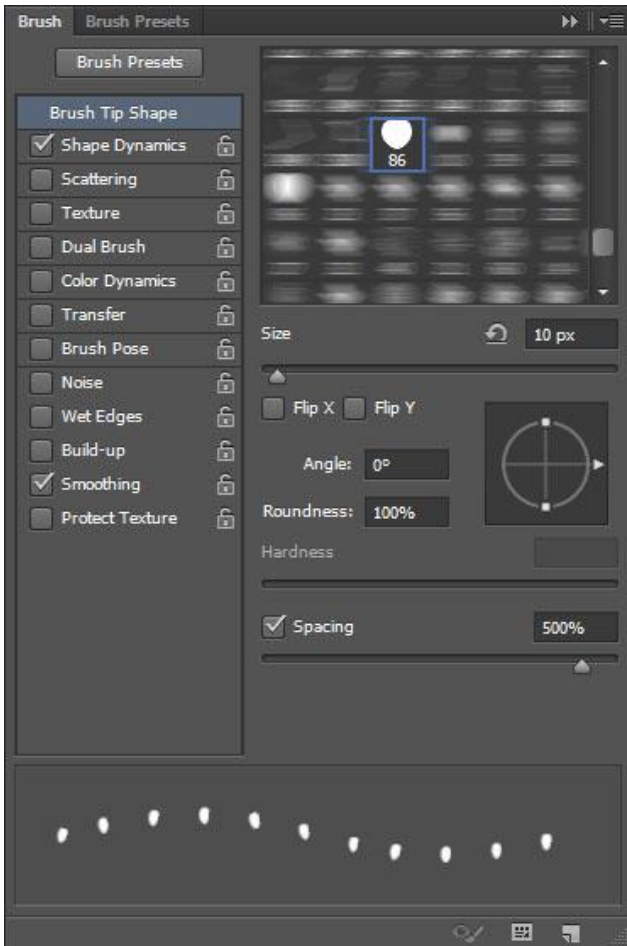 Brush Brush Presets
Brush Presets
Brush Tip Shape
Shape Dynamics
Scattering
Texture
Dual Brush
Color Dynamics
Transfer
Brush Pose
Noise
Wet Edges
Build-up
Smoothing
Protect Texture
86
Size 10 px
Flip X Flip Y
Angle: 0º
Roundness: 100%
Hardness
Spacing 500%